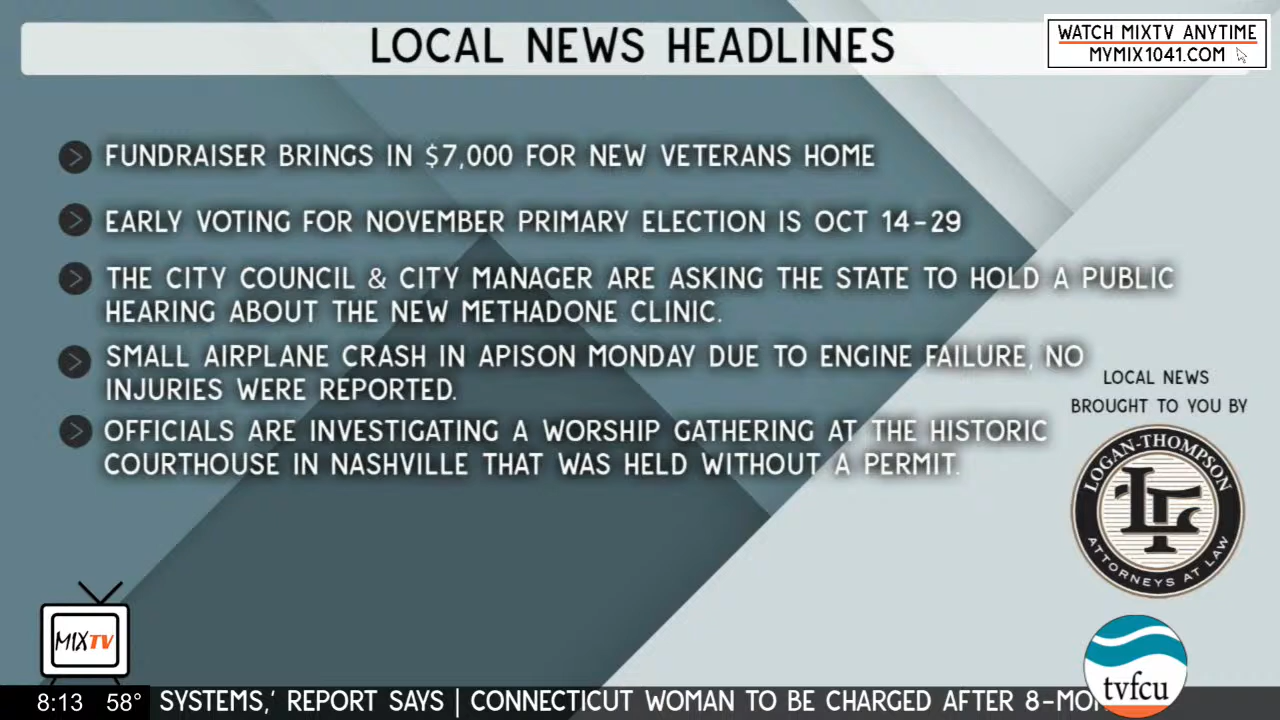 LOCAL NEWS HEADLINES
WATCH MIXTV ANYTIME
MYMIX1041.COM
FUNDRAISER BRINGS IN $7,000 FOR NEW VETERANS HOME
EARLY VOTING FOR NOVEMBER PRIMARY ELECTION IS OCT 14-29
THE CITY COUNCIL & CITY MANAGER ARE ASKING THE STATE TO HOLD A PUBLIC
HEARING ABOUT THE NEW METHADONE CLINIC.
SMALL AIRPLANE CRASH IN APISON MONDAY DUE TO ENGINE FAILURE, NO
INJURIES WERE REPORTED.
OFFICIALS ARE INVESTIGATING A WORSHIP GATHERING AT THE HISTORIC
COURTHOUSE IN NASHVILLE THAT WAS HELD WITHOUT A PERMIT.
LOCAL NEWS
BROUGHT TO YOU BY
LOGAN-THOMPSON
LT
ATTORNEYS AT LAW
MIXTV
tvfcu
8:13 58° SYSTEMS,' REPORT SAYS | CONNECTICUT WOMAN TO BE CHARGED AFTER 8-MON